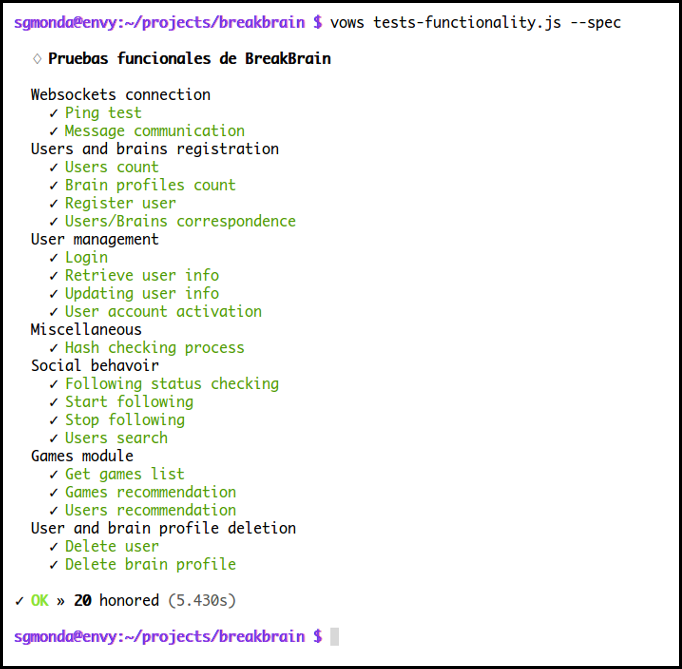 sgmonda@envy:~/projects/breakbrain $ vows tests-functionality.js --spec
♢ Pruebas funcionales de BreakBrain
Websockets connection
✓ Ping test
✓ Message communication
Users and brains registration
✓ Users count
✓ Brain profiles count
✓ Register user
✓ Users/Brains correspondence
User management
✓ Login
✓ Retrieve user info
✓ Updating user info
✓ User account activation
Miscellaneous
✓ Hash checking process
Social behavoir
✓ Following status checking
✓ Start following
✓ Stop following
✓ Users search
Games module
✓ Get games list
✓ Games recommendation
✓ Users recommendation
User and brain profile deletion
✓ Delete user
✓ Delete brain profile
✓ OK » 20 honored (5.430s)
sgmonda@envy:~/projects/breakbrain $